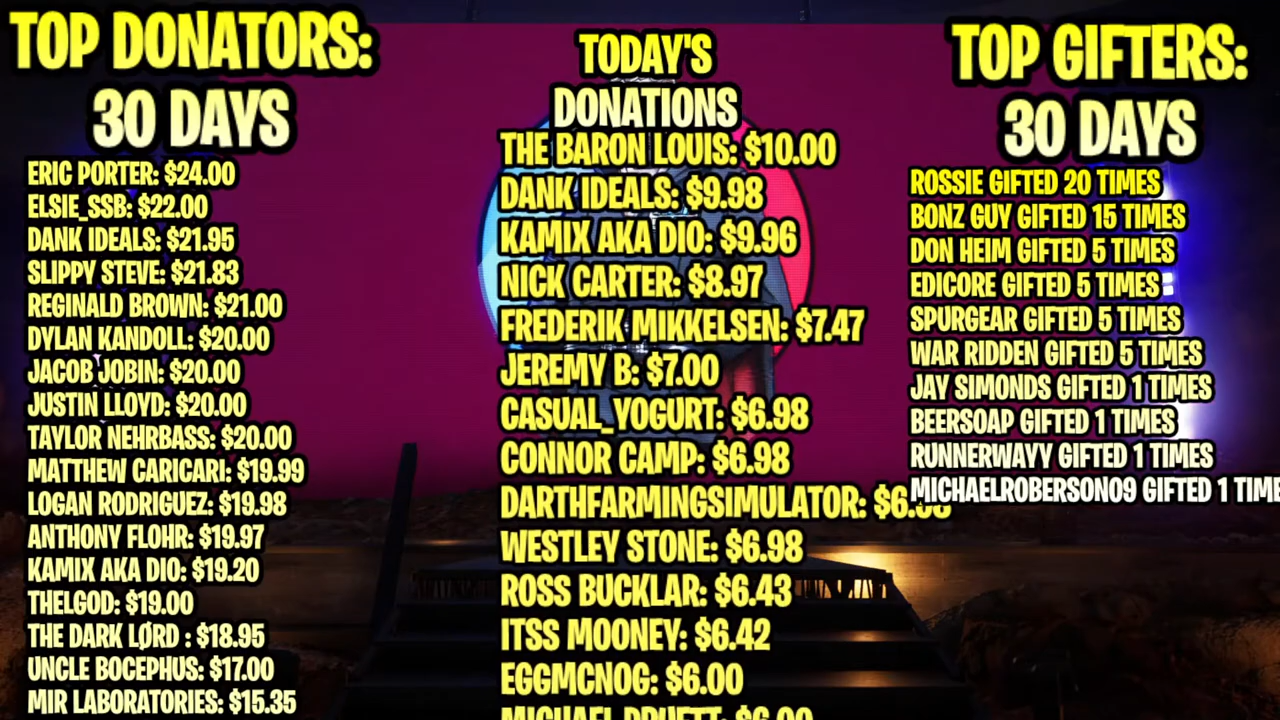 TOP DONATORS:
30 DAYS
ERIC PORTER: $24.00
ELSIE_SSB: $22.00
DANK IDEALS: $21.95
SLIPPY STEVE: $21.83
REGINALD BROWN: $21.00
DYLAN KANDOLL: $20.00
JACOB JOBIN: $20.00
JUSTIN LLOYD: $20.00
TAYLOR NEHRBASS: $20.00
MATTHEW CARICARI: $19.99
LOGAN RODRIGUEZ: $19.98
ANTHONY FLOHR: $19.97
KAMIX AKA DIO: $19.20
THELGOD: $19.00
THE DARK LØRD : $18.95
UNCLE BOCEPHUS: $17.00
MIR LABORATORIES: $15.35
TODAY'S
DONATIONS
THE BARON LOUIS: $10.00
DANK IDEALS: $9.98
KAMIX AKA DIO: $9.96
NICK CARTER: $8.97
FREDERIK MIKKELSEN: $7.47
JEREMY B: $7.00
CASUAL_YOGURT: $6.98
CONNOR CAMP: $6.98
DARTHFARMINGSIMULATOR:
WESTLEY STONE: $6.98
ROSS BUCKLAR: $6.43
ITSS MOONEY: $6.42
EGGMCNOG: $6.00
MICHAEL PRUETT: $6.00
TOP GIFTERS:
30 DAYS
ROSSIE GIFTED 20 TIMES
BONZ GUY GIFTED 15 TIMES
DON HEIM GIFTED 5 TIMES
EDICORE GIFTED 5 TIMES
SPURGEAR GIFTED 5 TIMES
WAR RIDDEN GIFTED 5 TIMES
JAY SIMONDS GIFTED 1 TIMES
BEERSOAP GIFTED 1 TIMES
RUNNERWAYY GIFTED 1 TIMES
MICHAELROBERSON09 GIFTED 1 TIME